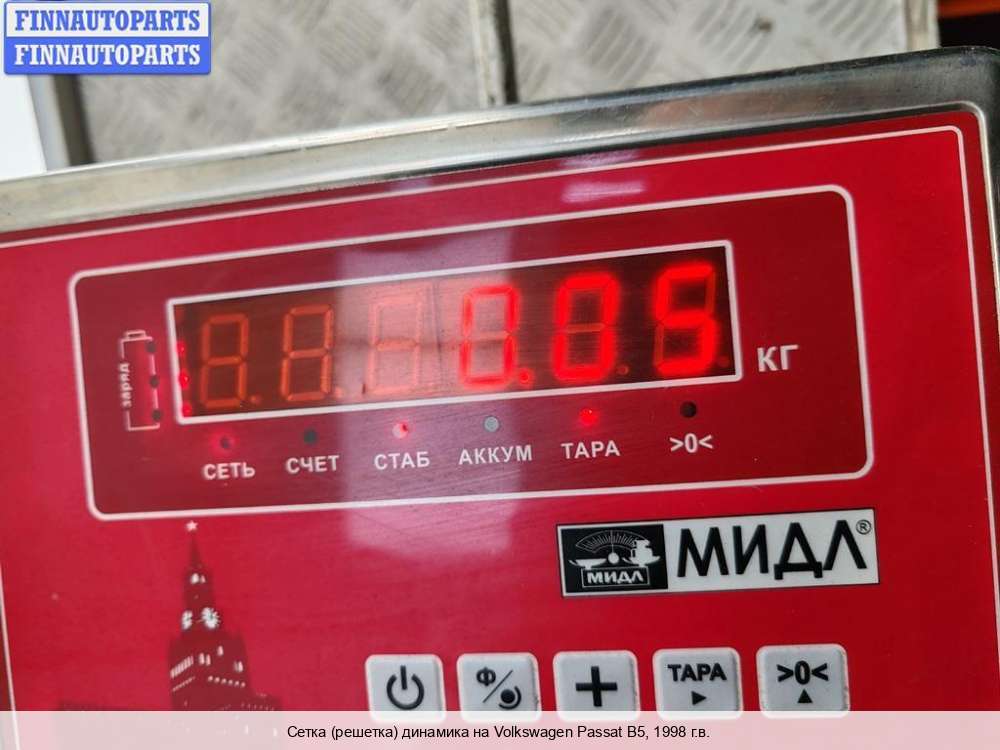 FINNAUTOPARTS
FINNAUTOPARTS
заряд
0.05
КГ
СЕТЬ СЧЕТ СТАБ АККУМ ТАРА >0<
МИДЛ МИДЛ®
Ф/ + ТАРА >0<
Сетка (решетка) динамика на Volkswagen Passat B5, 1998 г.в.